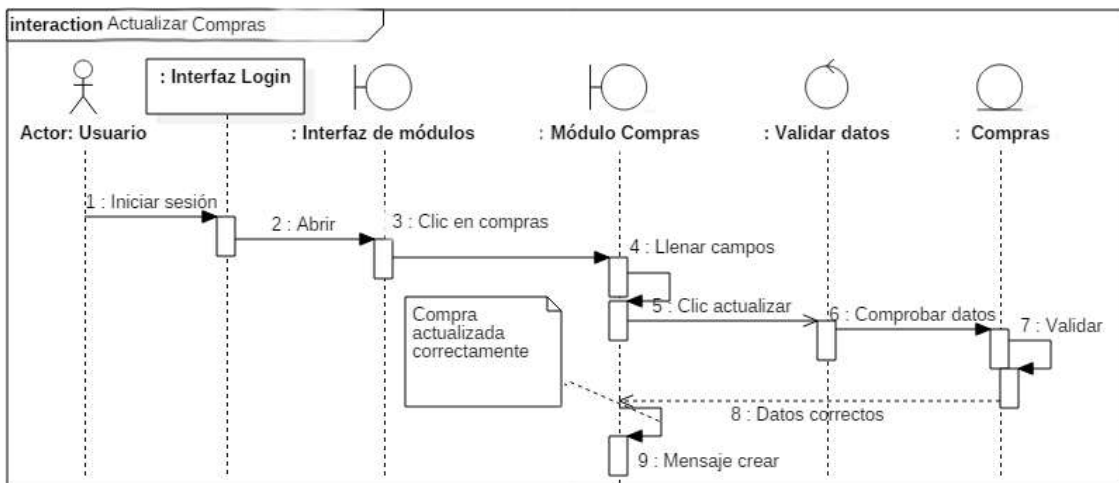 interaction Actualizar Compras
: Interfaz Login
Actor: Usuario
: Interfaz de módulos
: Módulo Compras
: Validar datos
: Compras
1 : Iniciar sesión
2 : Abrir
3 : Clic en compras
4 : Llenar campos
5 : Clic actualizar
6 : Comprobar datos
7 : Validar
Compra
actualizada
correctamente
8 : Datos correctos
9 : Mensaje crear